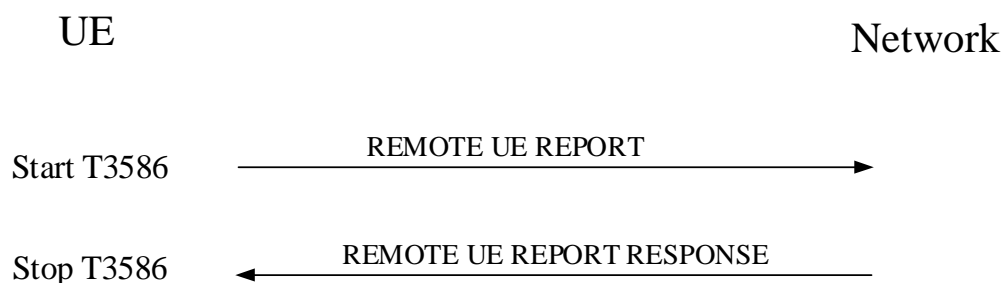 UE
Network
Start T3586
REMOTE UE REPORT
Stop T3586
REMOTE UE REPORT RESPONSE